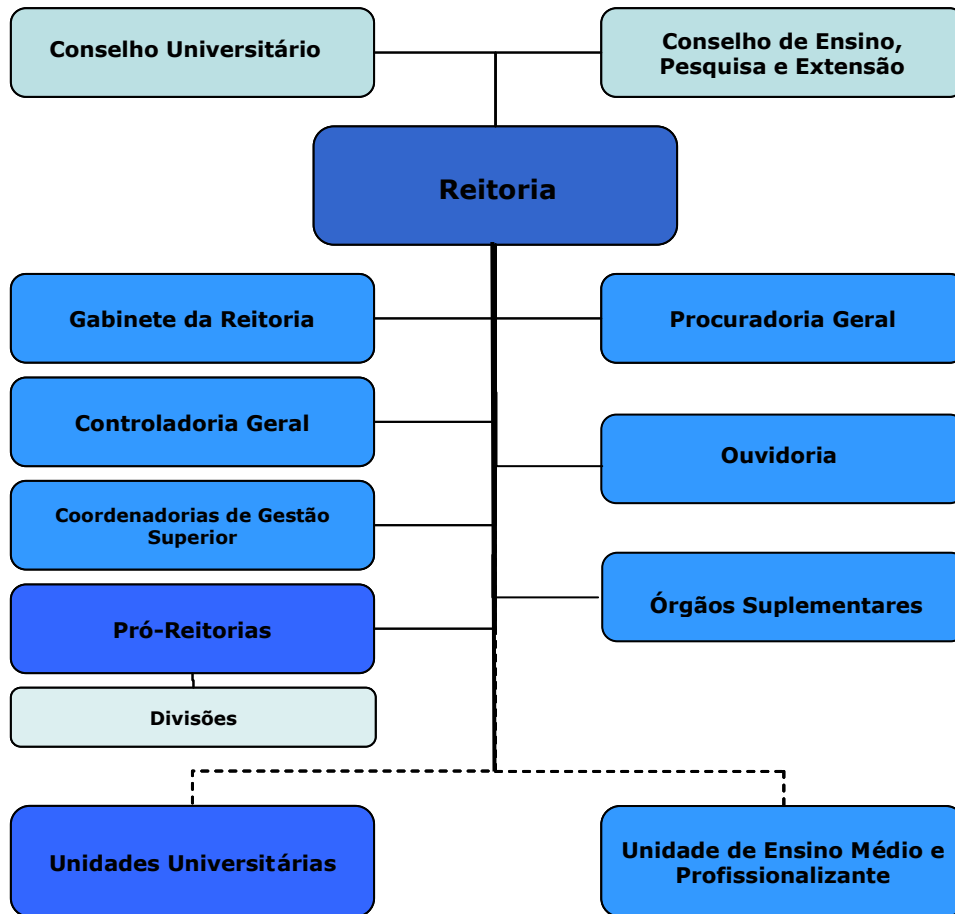 Conselho Universitário
Conselho de Ensino,
Pesquisa e Extensão
Reitoria
Gabinete da Reitoria
Procuradoria Geral
Controladoria Geral
Ouvidoria
Coordenadorias de Gestão
Superior
Órgãos Suplementares
Pró-Reitorias
Divisões
Unidades Universitárias
Unidade de Ensino Médio e
Profissionalizante